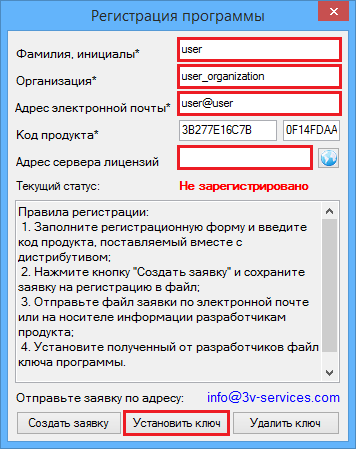 Регистрация программы
Фамилия, инициалы* user
Организация* user_organization
Адрес электронной почты* user@user
Код продукта* 3B277E16C7B 0F14FDAA
Адрес сервера лицензий
Текущий статус: Не зарегистрировано
Правила регистрации:
1. Заполните регистрационную форму и введите
код продукта, поставляемый вместе с
дистрибутивом;
2. Нажмите кнопку "Создать заявку" и сохраните
заявку на регистрацию в файл;
3. Отправьте файл заявки по электронной почте
или на носителе информации разработчикам
продукта;
4. Установите полученный от разработчиков файл
ключа программы.
Отправьте заявку по адресу: info@3v-services.com
Создать заявку Установить ключ Удалить ключ